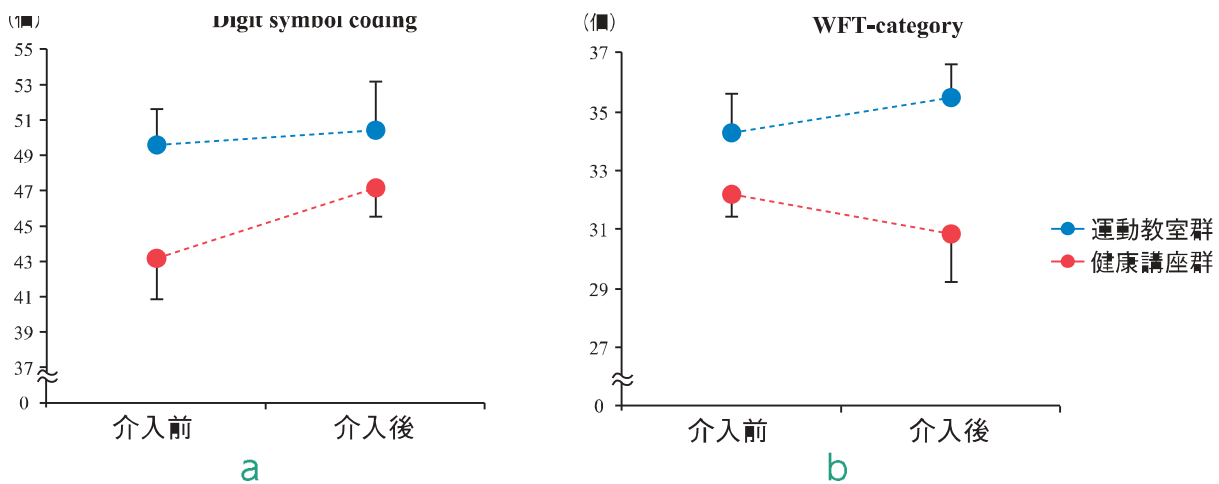 (個)
Digit symbol coding
55
53
51
49
47
45
43
41
39
37
0
介入前
介入後
a
(個)
WFT-category
37
35
33
31
29
27
0
介入前
介入後
b
運動教室群
健康講座群